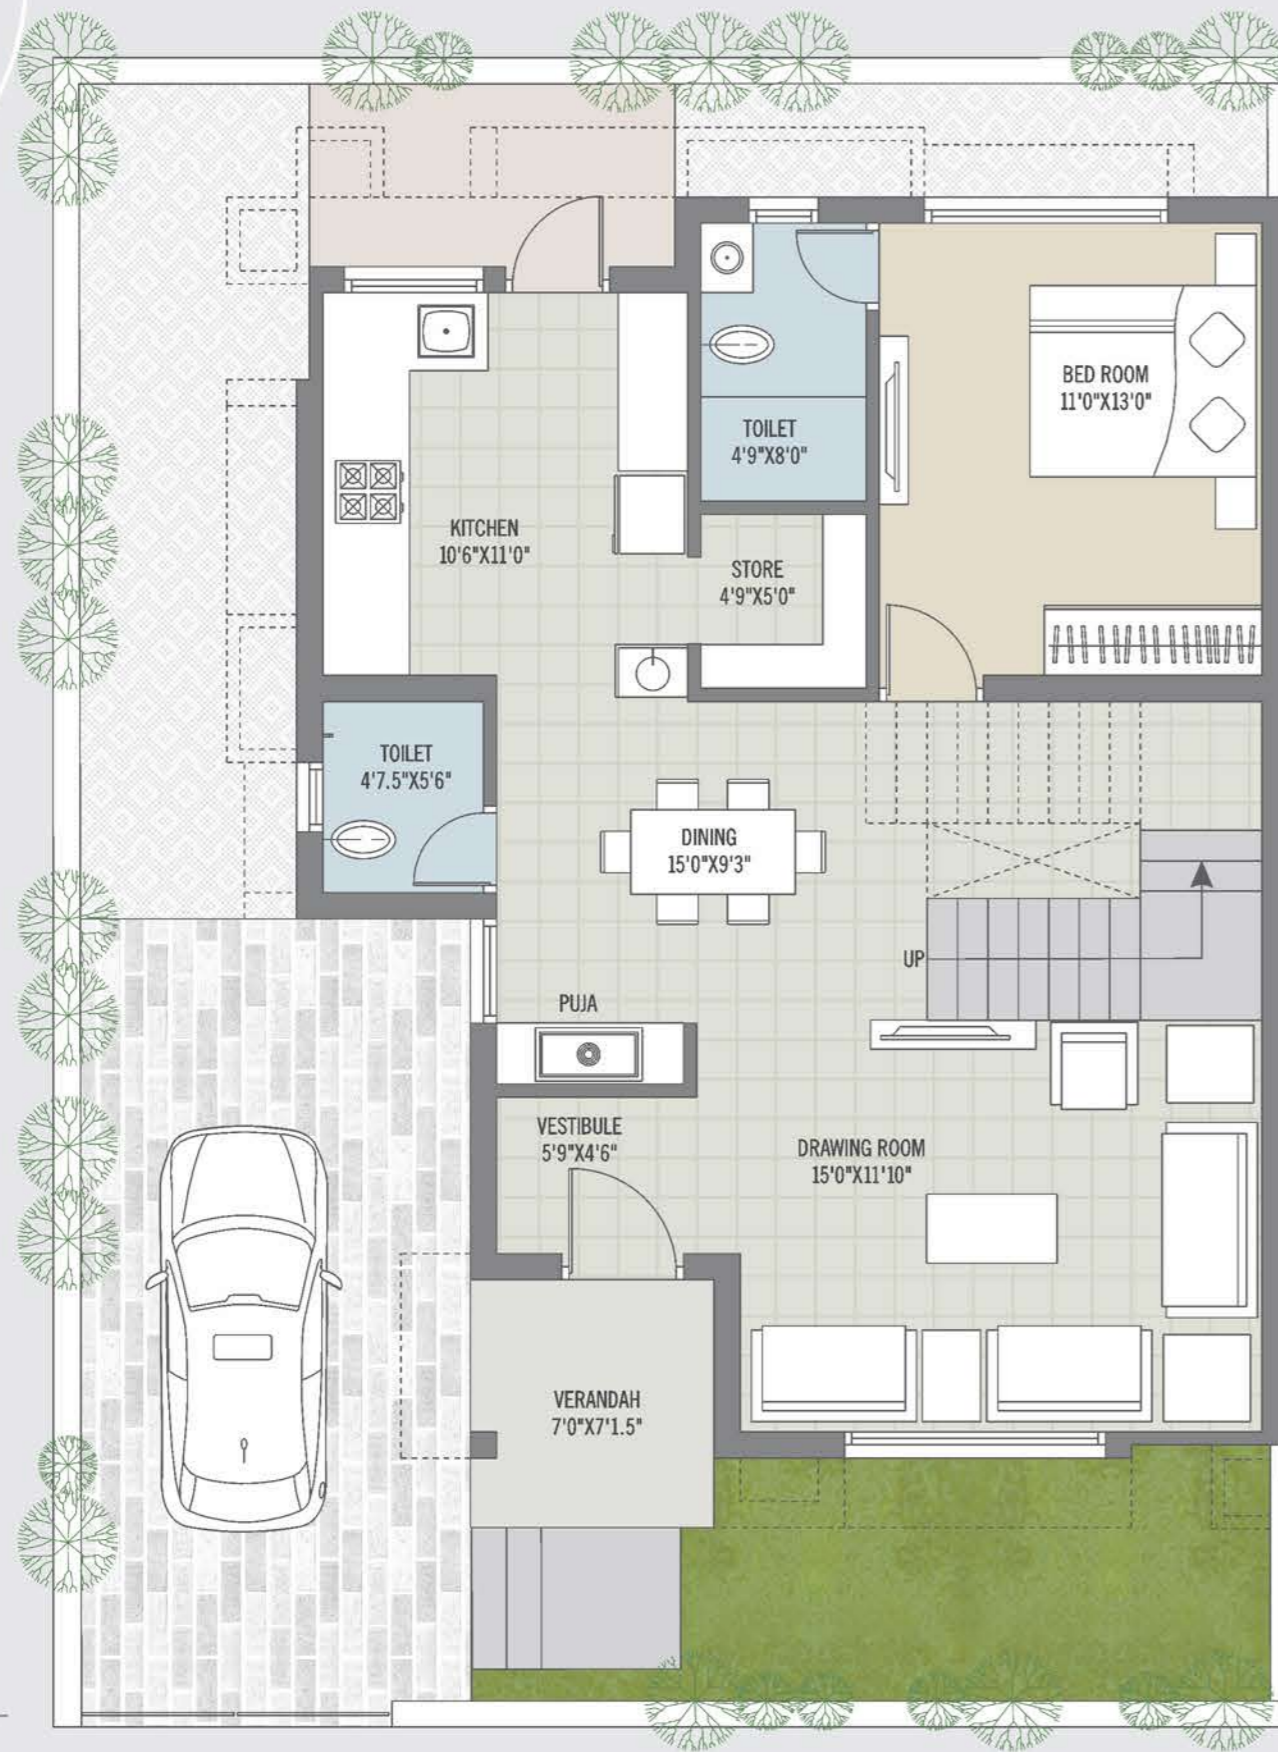 BED ROOM
11'0"X13'0"
TOILET
4'9"X8'0"
KITCHEN
10'6"X11'0"
STORE
4'9"X5'0"
TOILET
4'7.5"X5'6"
DINING
15'0"X9'3"
UP
PUJA
VESTIBULE
5'9"X4'6"
DRAWING ROOM
15'0"X11'10"
VERANDAH
7'0"X7'1.5"